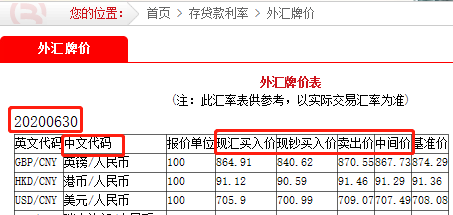 您的位置： 首页 > 存贷款利率 > 外汇牌价
外汇牌价
外汇牌价表
(注：此汇率表供参考，以实际交易汇率为准)
20200630
英文代码 中文代码 报价单位 现汇买入价 现钞买入价 卖出价 中间价 基准价
GBP/CNY 英镑/人民币 100 864.91 840.62 870.55 867.73 874.29
HKD/CNY 港币/人民币 100 91.12 90.59 91.46 91.29 91.36
USD/CNY 美元/人民币 100 705.9 700.99 709.07 707.49 708.08